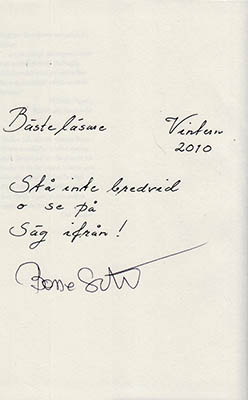 Bäste läsare Vintern
2010
Stå inte bredvid
o se på
Säg ifrån!